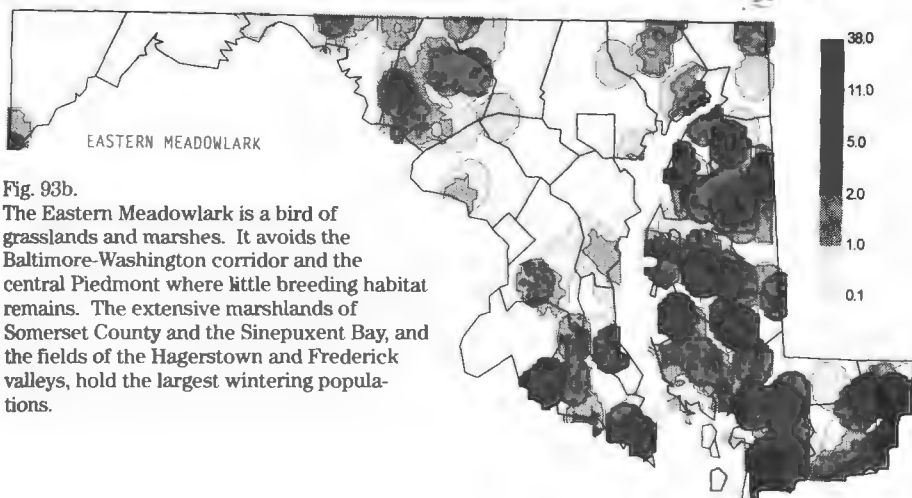 EASTERN MEADOWLARK
Fig. 93b.
The Eastern Meadowlark is a bird of
grasslands and marshes. It avoids the
Baltimore-Washington corridor and the
central Piedmont where little breeding habitat
remains. The extensive marshlands of
Somerset County and the Sinepuxent Bay, and
the fields of the Hagerstown and Frederick
valleys, hold the largest wintering popula-
tions.
38.0
11.0
5.0
2.0
1.0
0.1